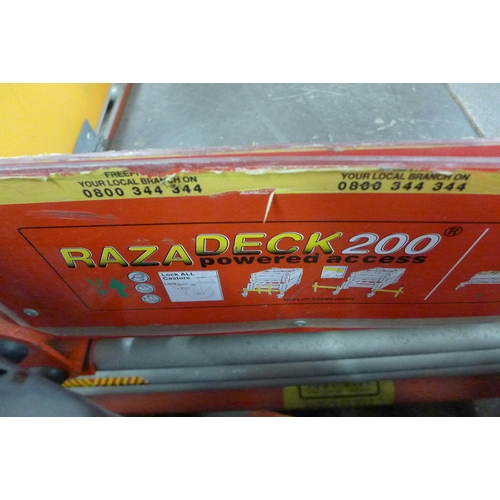 YOUR LOCAL BRANCH ON
0800 344 344
YOUR LOCAL BRANCH ON
0800 344 344
RAZADECK200®
powered access
Lock ALL
Castors